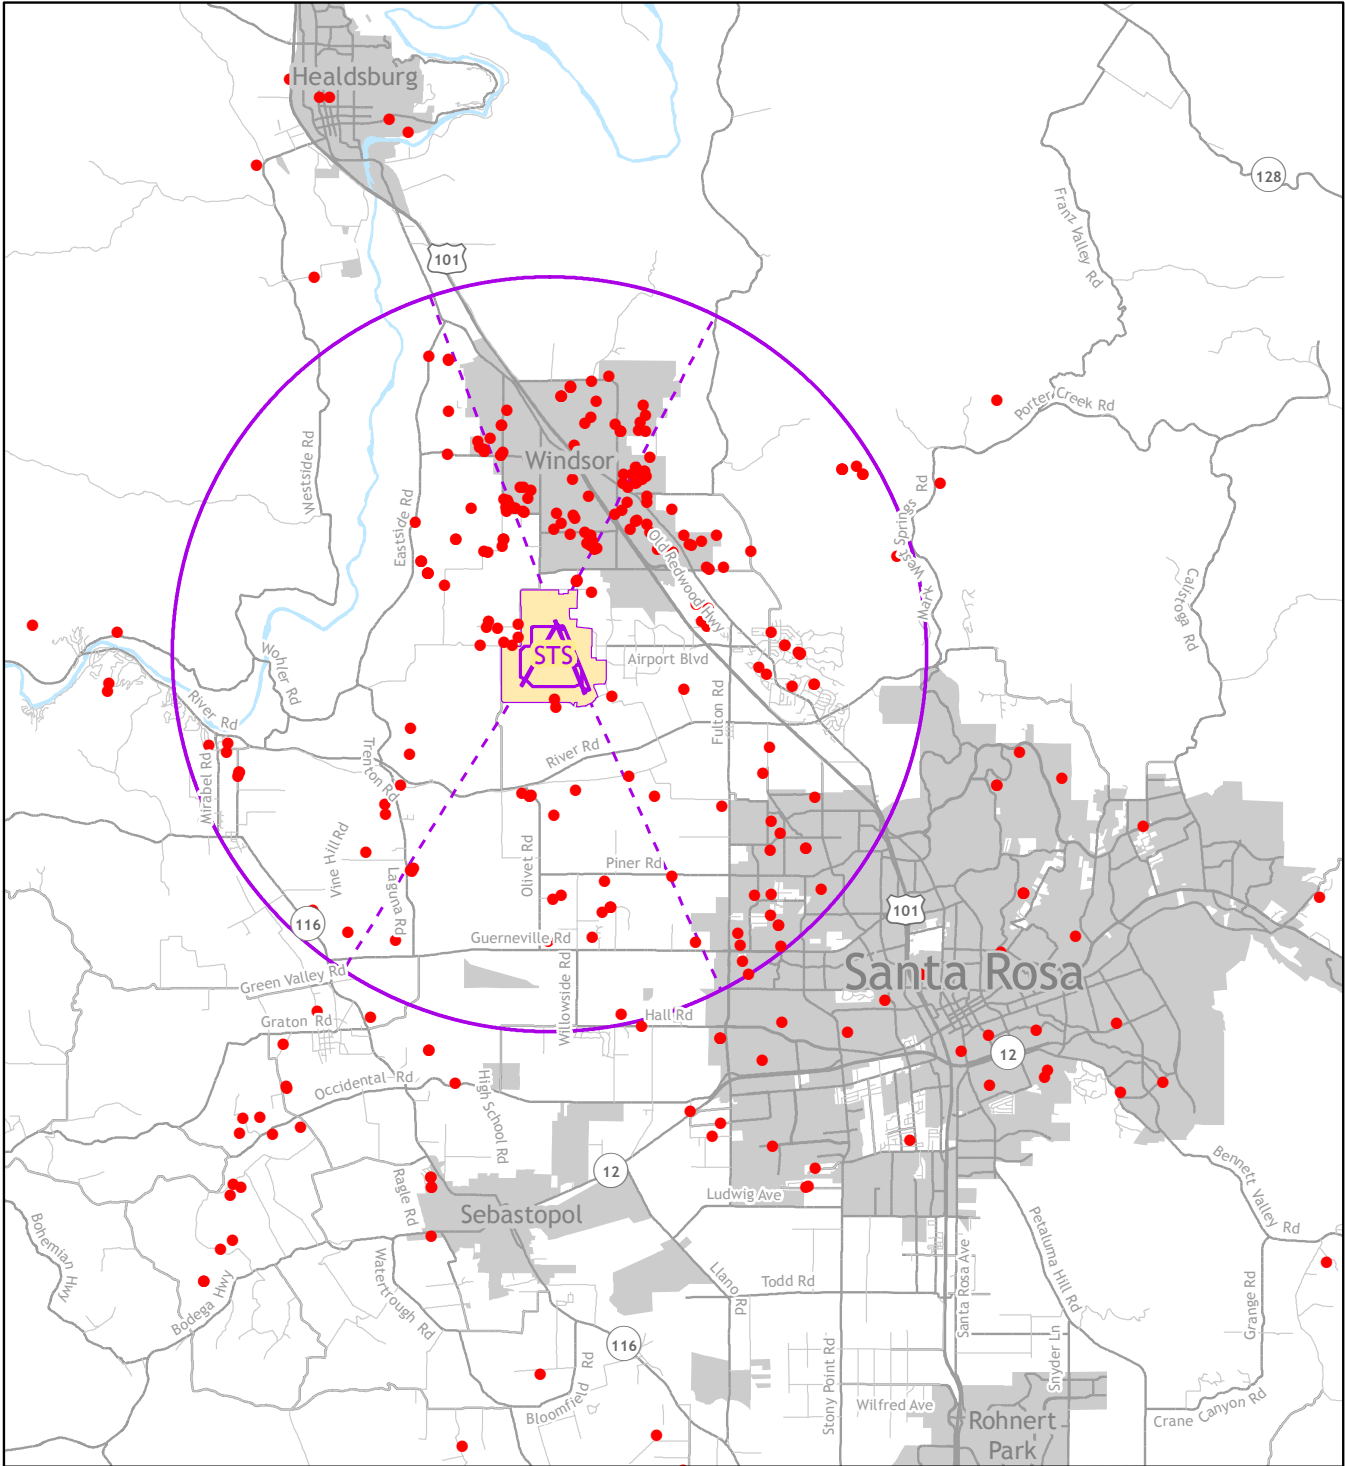 Healdsburg
128
101
Franz Valley Rd
Porter Creek Rd
Westside Rd
Windsor
Eastside Rd
Mark West Springs Rd
Old Redwood Hwy
Calistoga Rd
STS
Airport Blvd
Wohler Rd
River Rd
Fulton Rd
River Rd
Trenton Rd
Mirabel Rd
Vine Hill Rd
Olivet Rd
Piner Rd
Laguna Rd
116
101
Guerneville Rd
Santa Rosa
Green Valley Rd
Willowside Rd
Graton Rd
Hall Rd
12
Occidental Rd
High School Rd
12
Ragle Rd
Ludwig Ave
Sebastopol
Bennett Valley Rd
Bohemian Hwy
Petaluma Hill Rd
Santa Rosa Ave
Watertrough Rd
Llano Rd
Todd Rd
Bodega Hwy
Grange Rd
116
Stony Point Rd
Snyder Ln
Bloomfield Rd
Wilfred Ave
Crane Canyon Rd
Rohnert
Park